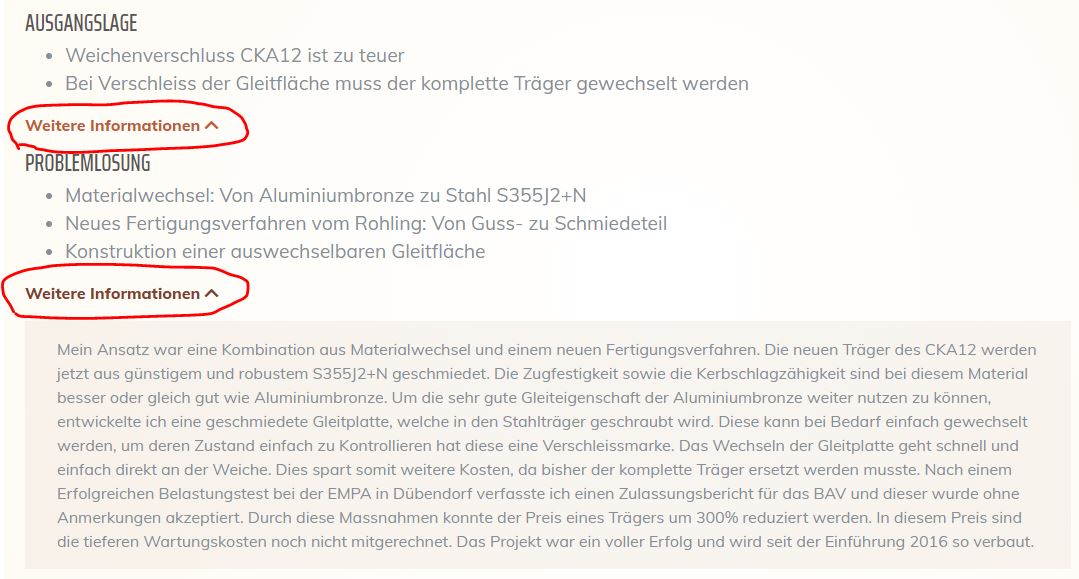 AUSGANGSLAGE
• Weichenverschluss CKA12 ist zu teuer
• Bei Verschleiss der Gleitfläche muss der komplette Träger gewechselt werden
Weitere Informationen
PROBLEMLÖSUNG
• Materialwechsel: Von Aluminiumbronze zu Stahl S355J2+N
• Neues Fertigungsverfahren vom Rohling: Von Guss- zu Schmiedeteil
• Konstruktion einer auswechselbaren Gleitfläche
Weitere Informationen
Mein Ansatz war eine Kombination aus Materialwechsel und einem neuen Fertigungsverfahren. Die neuen Träger des CKA12 werden
jetzt aus günstigem und robustem S355J2+N geschmiedet. Die Zugfestigkeit sowie die Kerbschlagzähigkeit sind bei diesem Material
besser oder gleich gut wie Aluminiumbronze. Um die sehr gute Gleiteigenschaft der Aluminiumbronze weiter nutzen zu können,
entwickelte ich eine geschmiedete Gleitplatte, welche in den Stahlträger geschraubt wird. Diese kann bei Bedarf einfach gewechselt
werden, um deren Zustand einfach zu Kontrollieren hat diese eine Verschleissmarke. Das Wechseln der Gleitplatte geht schnell und
einfach direkt an der Weiche. Dies spart somit weitere Kosten, da bisher der komplette Träger ersetzt werden musste. Nach einem
Erfolgreichen Belastungstest bei der EMPA in Dübendorf verfasste ich einen Zulassungsbericht für das BAV und dieser wurde ohne
Anmerkungen akzeptiert. Durch diese Massnahmen konnte der Preis eines Trägers um 300% reduziert werden. In diesem Preis sind
die tieferen Wartungskosten noch nicht mitgerechnet. Das Projekt war ein voller Erfolg und wird seit der Einführung 2016 so verbaut.